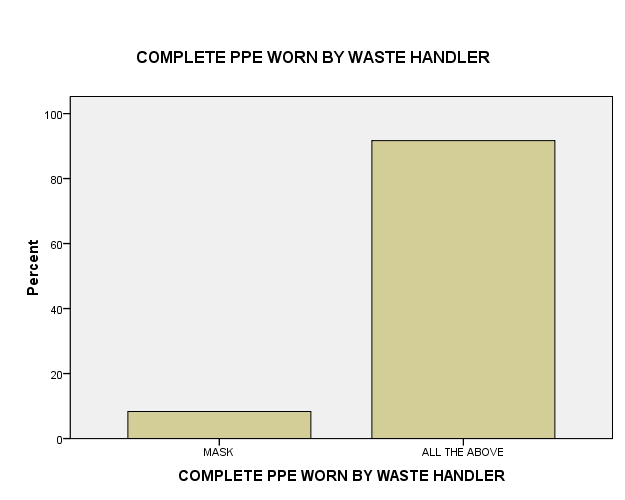 COMPLETE PPE WORN BY WASTE HANDLER
100
80
60
40
20
0
Percent
MASK
ALL THE ABOVE
COMPLETE PPE WORN BY WASTE HANDLER